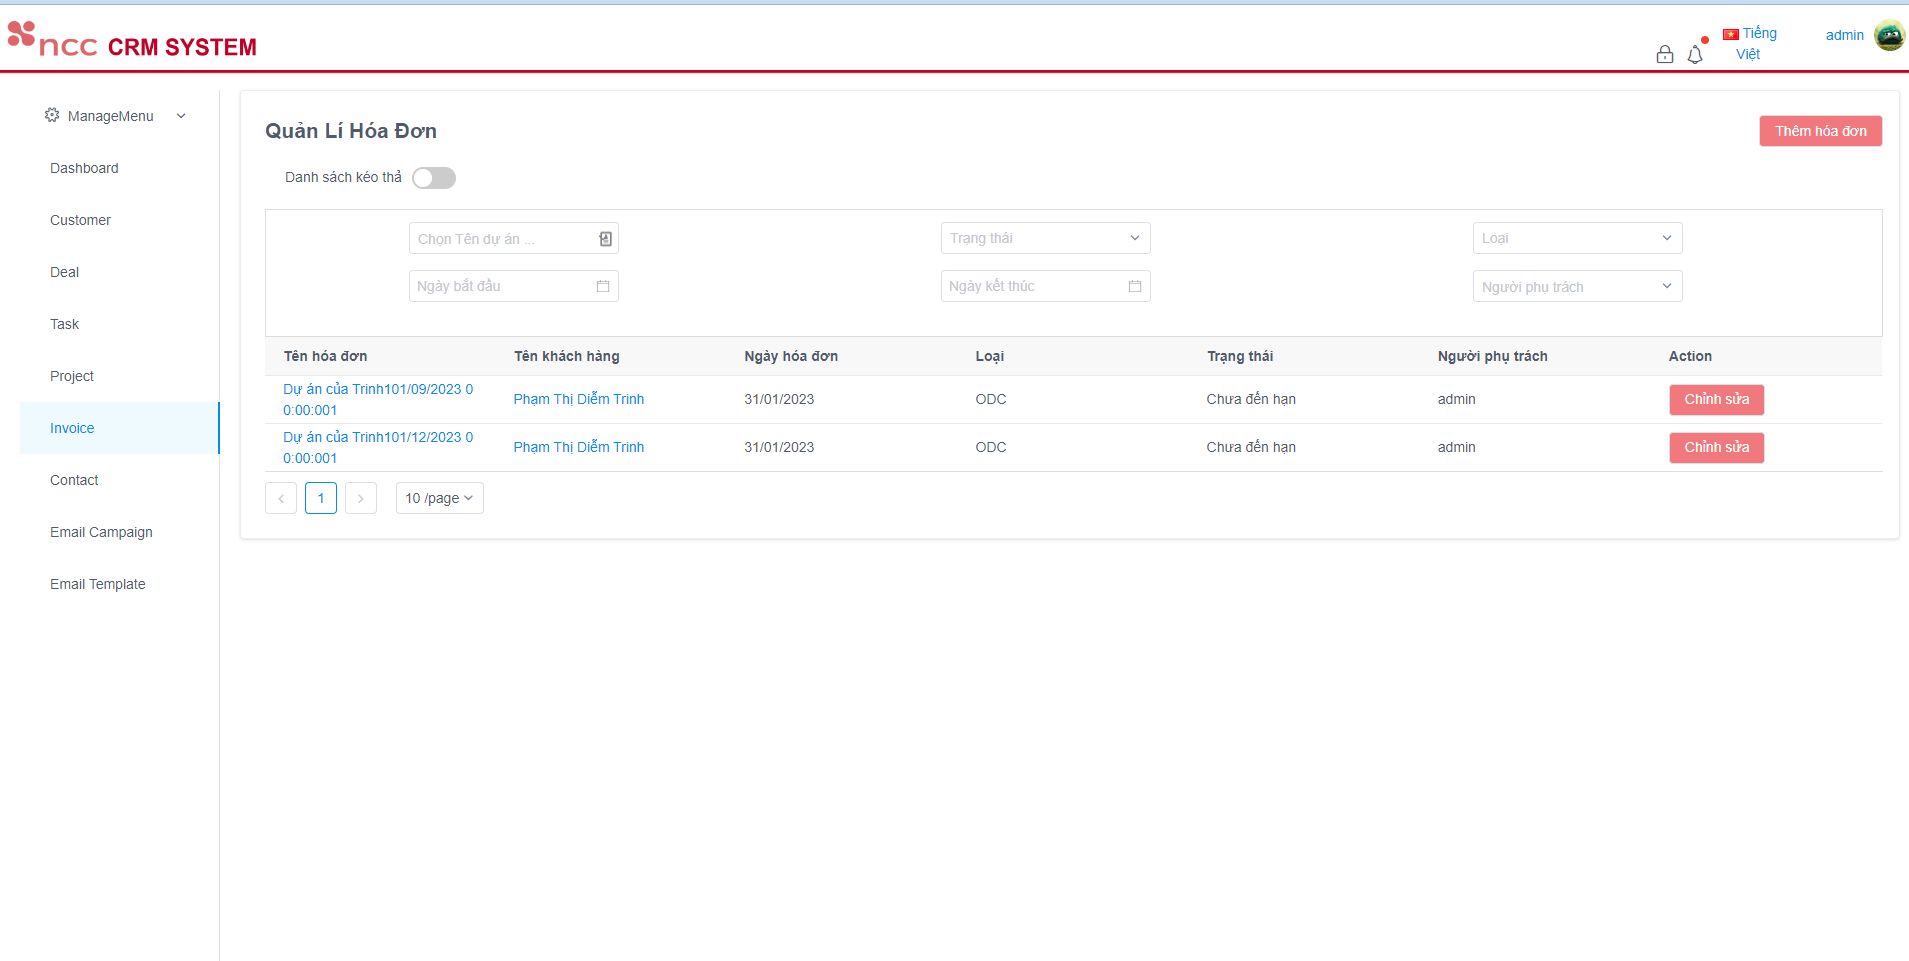 ncc CRM SYSTEM
Tiếng
Việt
admin
ManageMenu
Dashboard
Customer
Deal
Task
Project
Invoice
Contact
Email Campaign
Email Template
Quản Lí Hóa Đơn
Thêm hóa đơn
Danh sách kéo thả
Chọn Tên dự án ...
Trạng thái
Loại
Ngày bắt đầu
Ngày kết thúc
Người phụ trách
Tên hóa đơn Tên khách hàng Ngày hóa đơn Loại Trạng thái Người phụ trách Action
Dự án của Trinh101/09/2023 0
0:00:001
Phạm Thị Diễm Trinh 31/01/2023 ODC Chưa đến hạn admin Chỉnh sửa
Dự án của Trinh101/12/2023 0
0:00:001
Phạm Thị Diễm Trinh 31/01/2023 ODC Chưa đến hạn admin Chỉnh sửa
< 1 > 10 /page